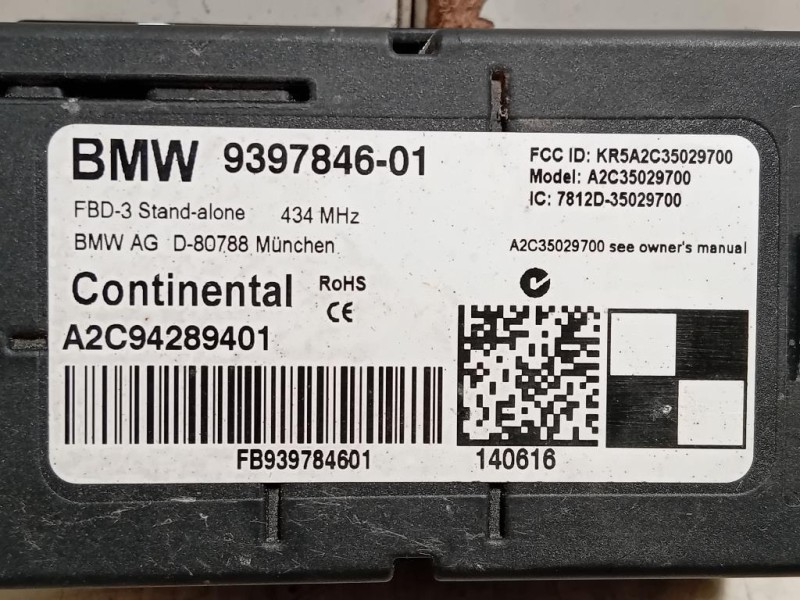 BMW 9397846-01
FBD-3 Stand-alone 434 MHz
BMW AG D-80788 München
FCC ID: KR5A2C35029700
Model: A2C35029700
IC: 7812D-35029700
A2C35029700 see owner's manual
Continental RoHS
CE
A2C94289401
FB939784601
140616